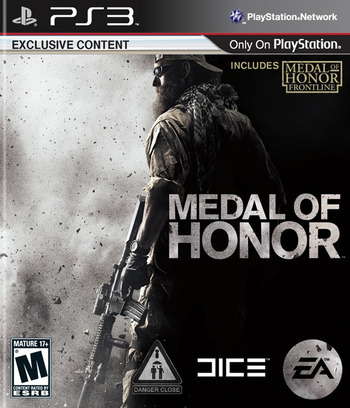 PS3
PlayStation®Network
EXCLUSIVE CONTENT
Only On PlayStation®
INCLUDES
MEDAL OF
HONOR
FRONTLINE
MEDAL OF
HONOR
MATURE 17+
M
CONTENT RATED BY
ESRB
DANGER CLOSE
DICE
EA